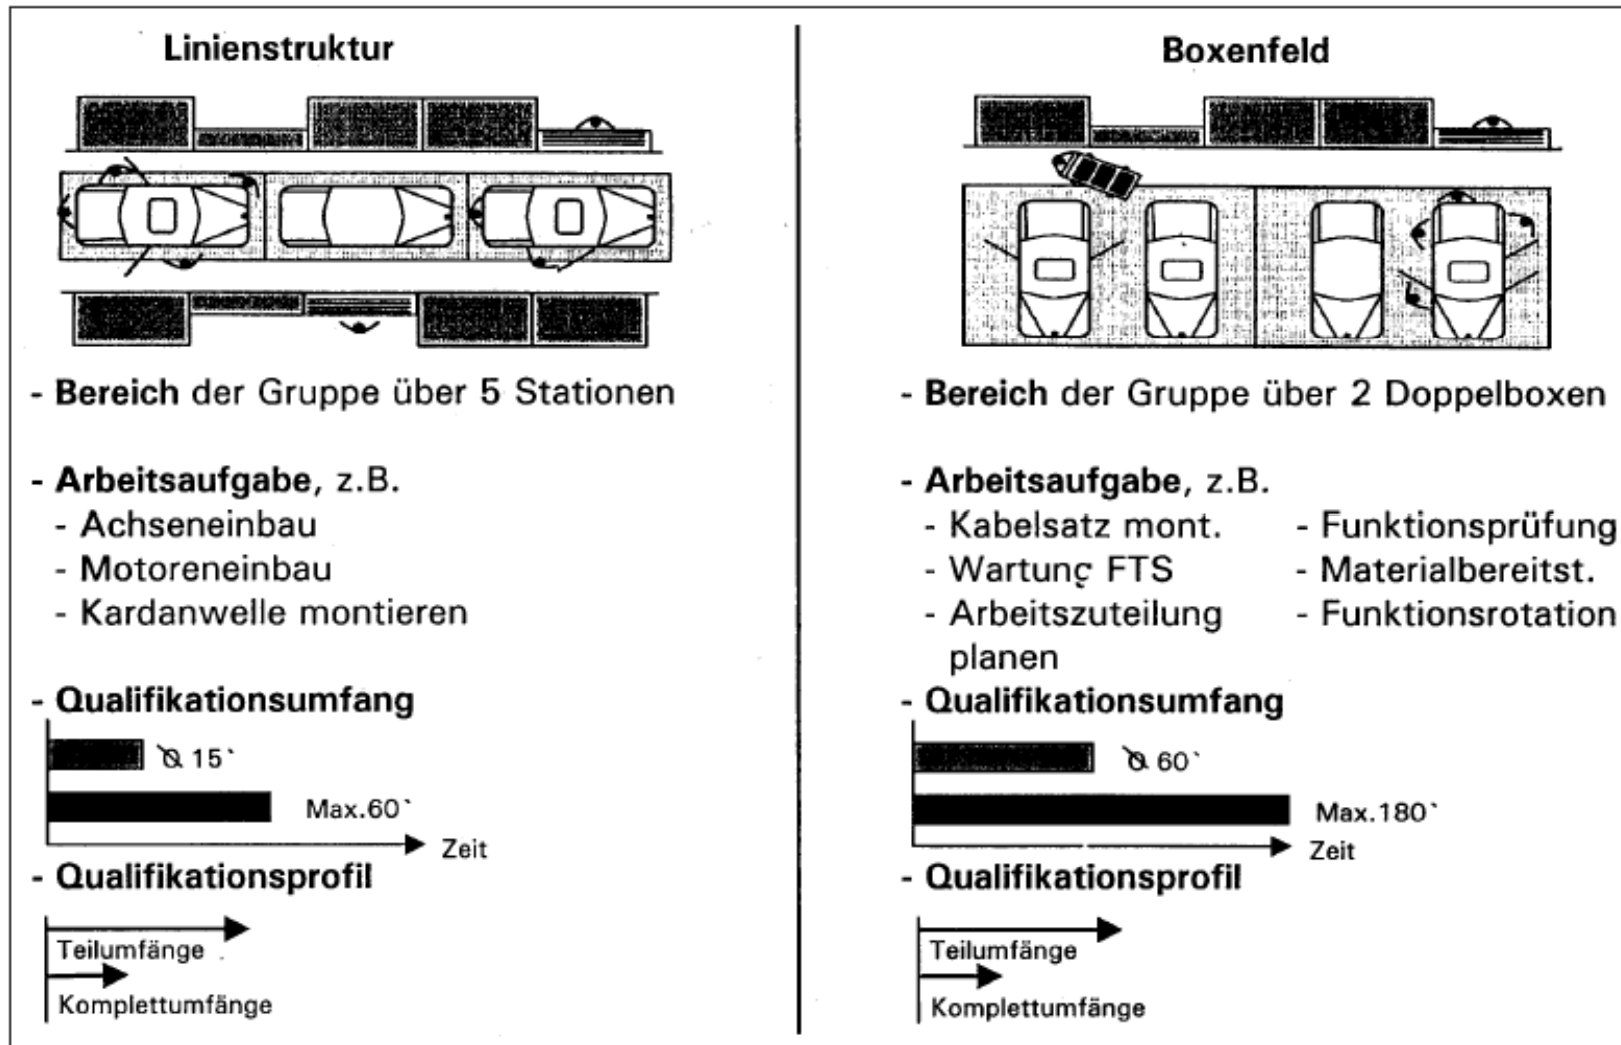 Linienstruktur
- Bereich der Gruppe über 5 Stationen
- Arbeitsaufgabe, z.B.
- Achseneinbau
- Motoreneinbau
- Kardanwelle montieren
- Qualifikationsumfang
Ø 15`
Max.60`
Zeit
- Qualifikationsprofil
Teilumfänge
Komplettumfänge
Boxenfeld
- Bereich der Gruppe über 2 Doppelboxen
- Arbeitsaufgabe, z.B.
- Kabelsatz mont.
- Wartung FTS
- Arbeitszuteilung
planen
- Funktionsprüfung
- Materialbereitst.
- Funktionsrotation
- Qualifikationsumfang
Ø 60`
Max.180`
Zeit
- Qualifikationsprofil
Teilumfänge
Komplettumfänge